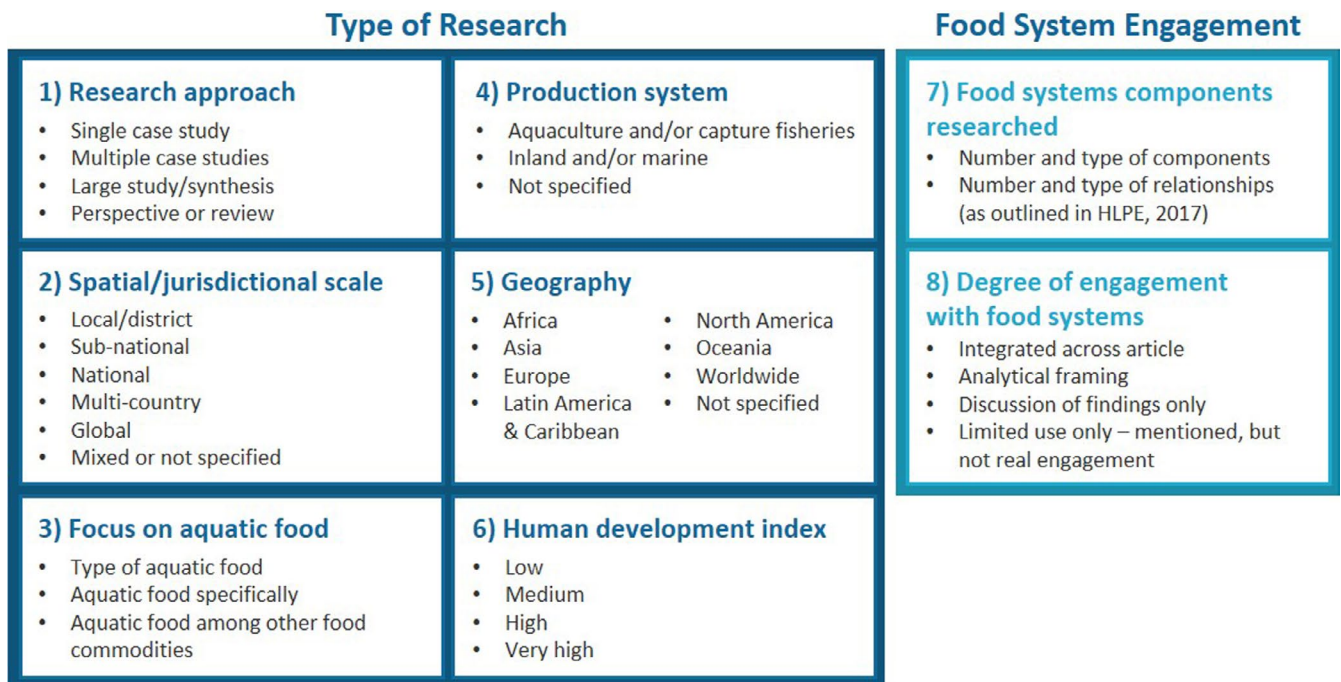 Type of Research
1) Research approach
• Single case study
• Multiple case studies
• Large study/synthesis
• Perspective or review
2) Spatial/jurisdictional scale
• Local/district
• Sub-national
• National
• Multi-country
• Global
• Mixed or not specified
3) Focus on aquatic food
• Type of aquatic food
• Aquatic food specifically
• Aquatic food among other food
commodities
4) Production system
• Aquaculture and/or capture fisheries
• Inland and/or marine
• Not specified
5) Geography
• Africa
• Asia
• Europe
• Latin America
& Caribbean
• North America
• Oceania
• Worldwide
• Not specified
6) Human development index
• Low
• Medium
• High
• Very high
Food System Engagement
7) Food systems components
researched
• Number and type of components
• Number and type of relationships
(as outlined in HLPE, 2017)
8) Degree of engagement
with food systems
• Integrated across article
• Analytical framing
• Discussion of findings only
• Limited use only – mentioned, but
not real engagement